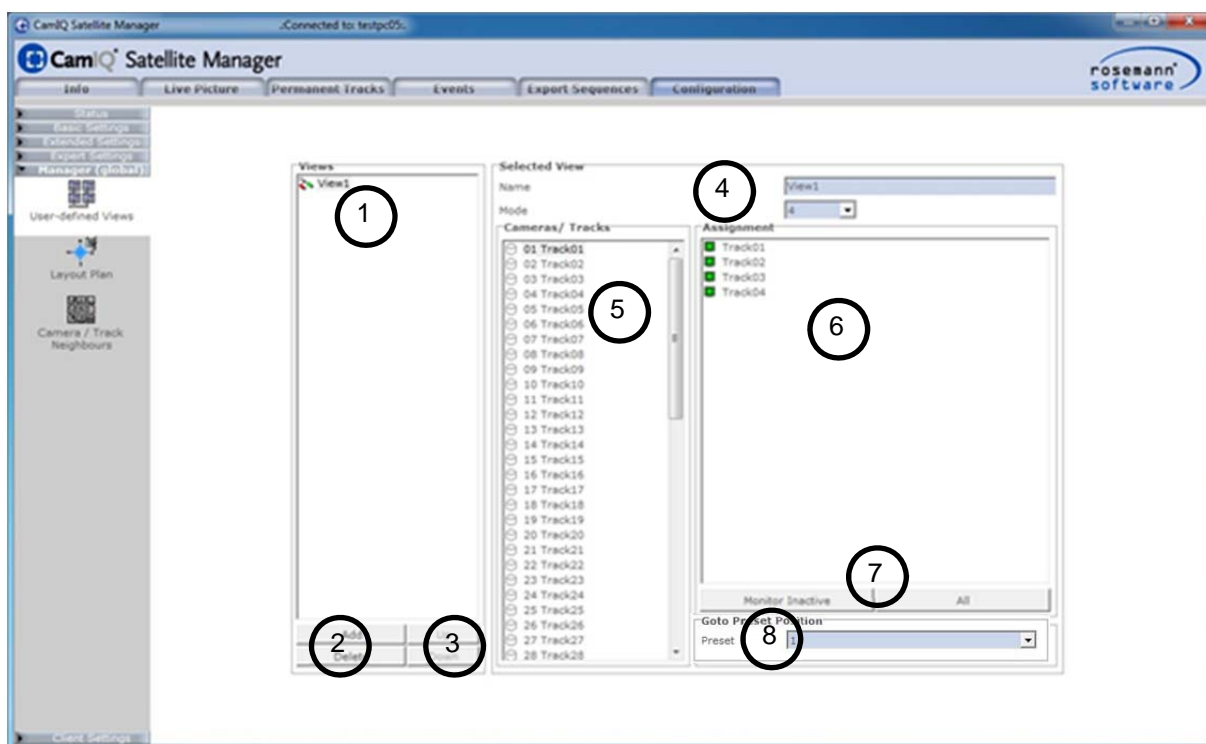 CamIQ Satellite Manager .:Connected to: testpc05:.
CamIQ Satellite Manager
rosemann software
Info Live Picture Permanent Tracks Events Export Sequences Configuration
Status
Basic Settings
Extended Settings
Expert Settings
Manager (global)
User-defined Views
Layout Plan
Camera / Track Neighbours
Client Settings
Views
View1
1
2
Delete
3
Selected View
Name View1
Mode 4
4
Cameras/ Tracks
01 Track01
02 Track02
03 Track03
04 Track04
05 Track05
06 Track06
07 Track07
08 Track08
09 Track09
10 Track10
11 Track11
12 Track12
13 Track13
14 Track14
15 Track15
16 Track16
17 Track17
18 Track18
19 Track19
20 Track20
21 Track21
22 Track22
23 Track23
24 Track24
25 Track25
26 Track26
27 Track27
28 Track28
5
Assignment
Track01
Track02
Track03
Track04
6
7
Monitor Inactive All
Goto Preset Position
Preset 8 1